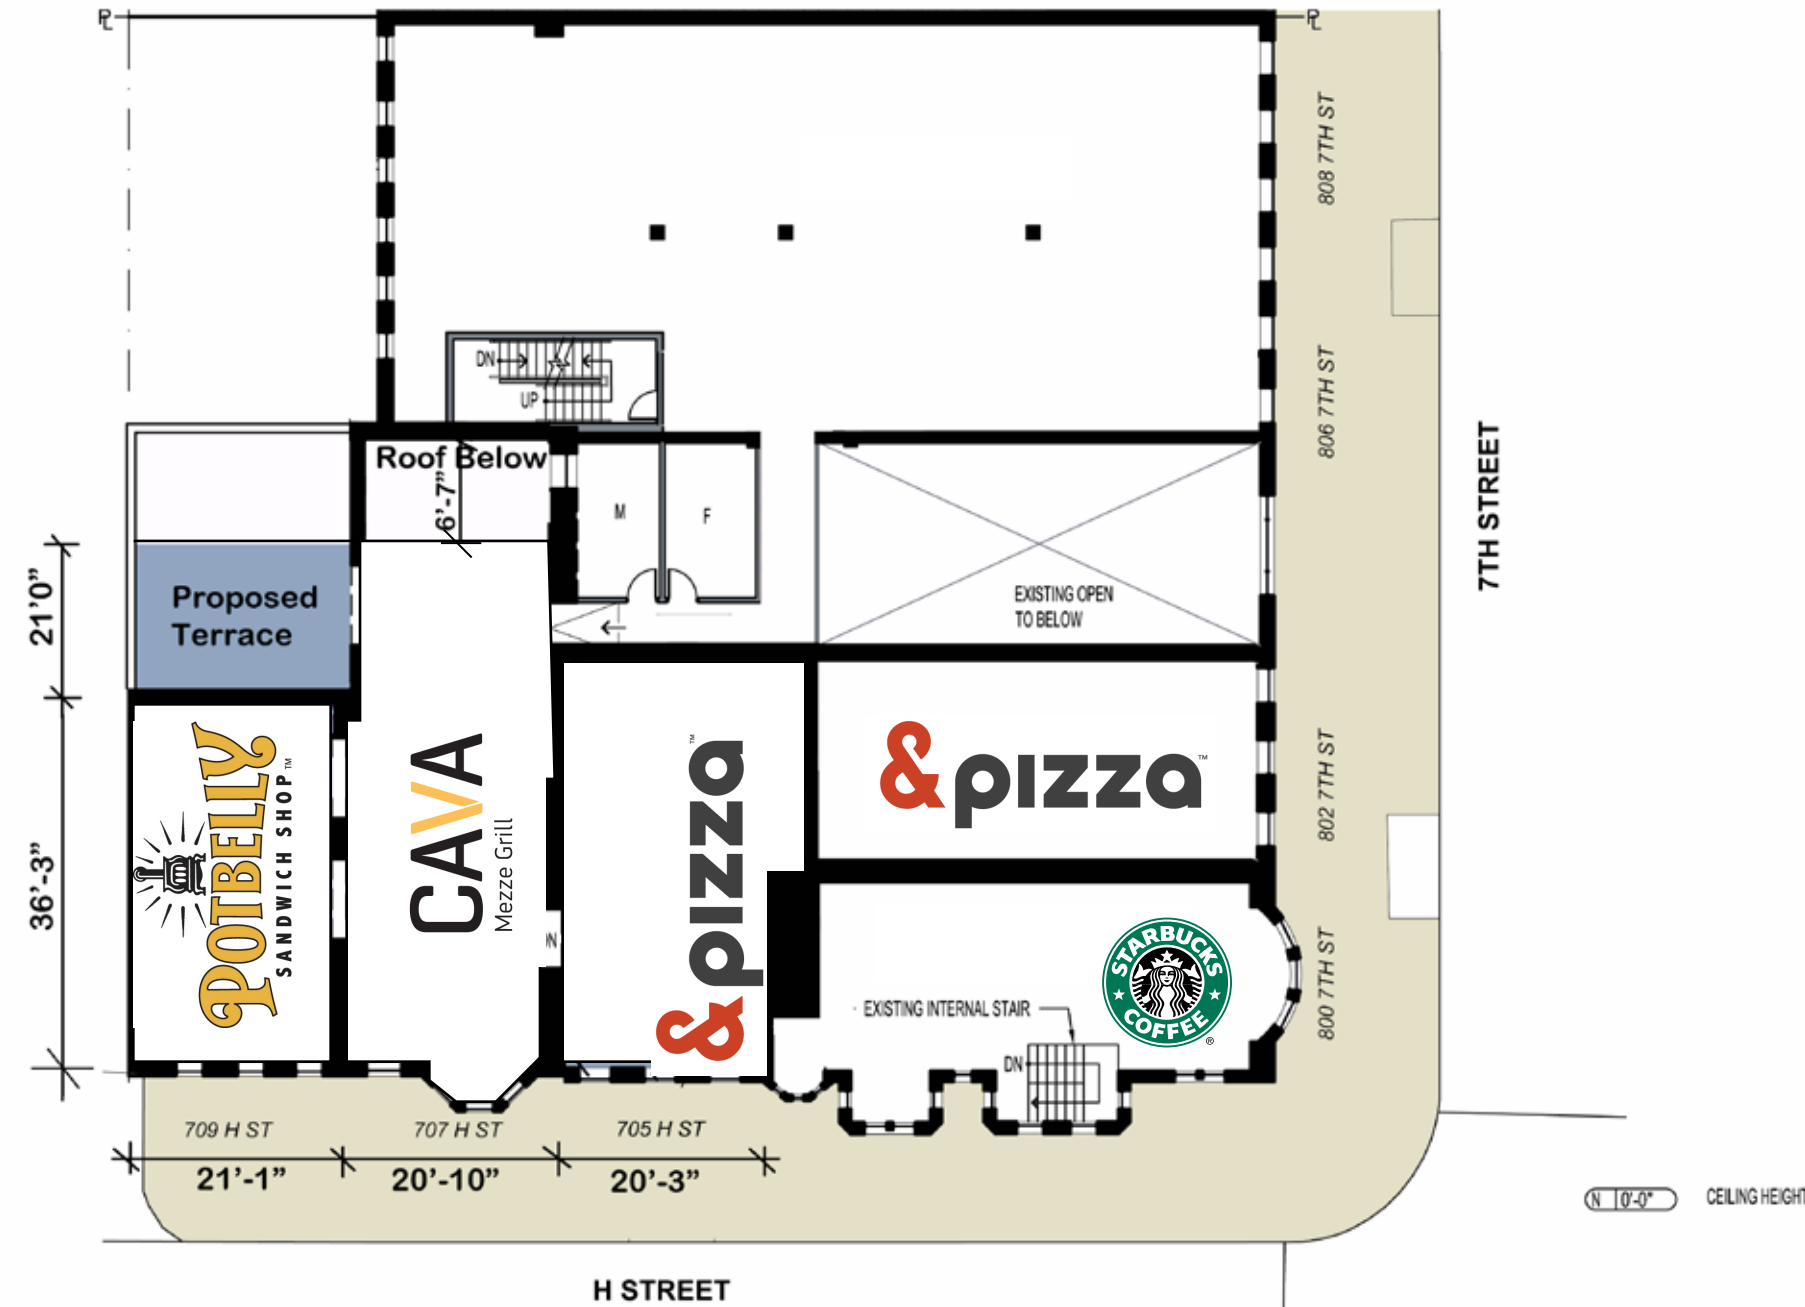 PL
PL
808 7TH ST
DN
UP
806 7TH ST
Roof Below
6'-7"
M
F
7TH STREET
EXISTING OPEN
TO BELOW
21'0"
Proposed
Terrace
36'-3"
POTBELLY
SANDWICH SHOP™
CAVA
Mezze Grill
&pizza™
&pizza™
802 7TH ST
STARBUCKS
COFFEE
®
800 7TH ST
EXISTING INTERNAL STAIR
DN
709 H ST
707 H ST
705 H ST
21'-1"
20'-10"
20'-3"
N 0'-0"
CEILING HEIGHT
H STREET